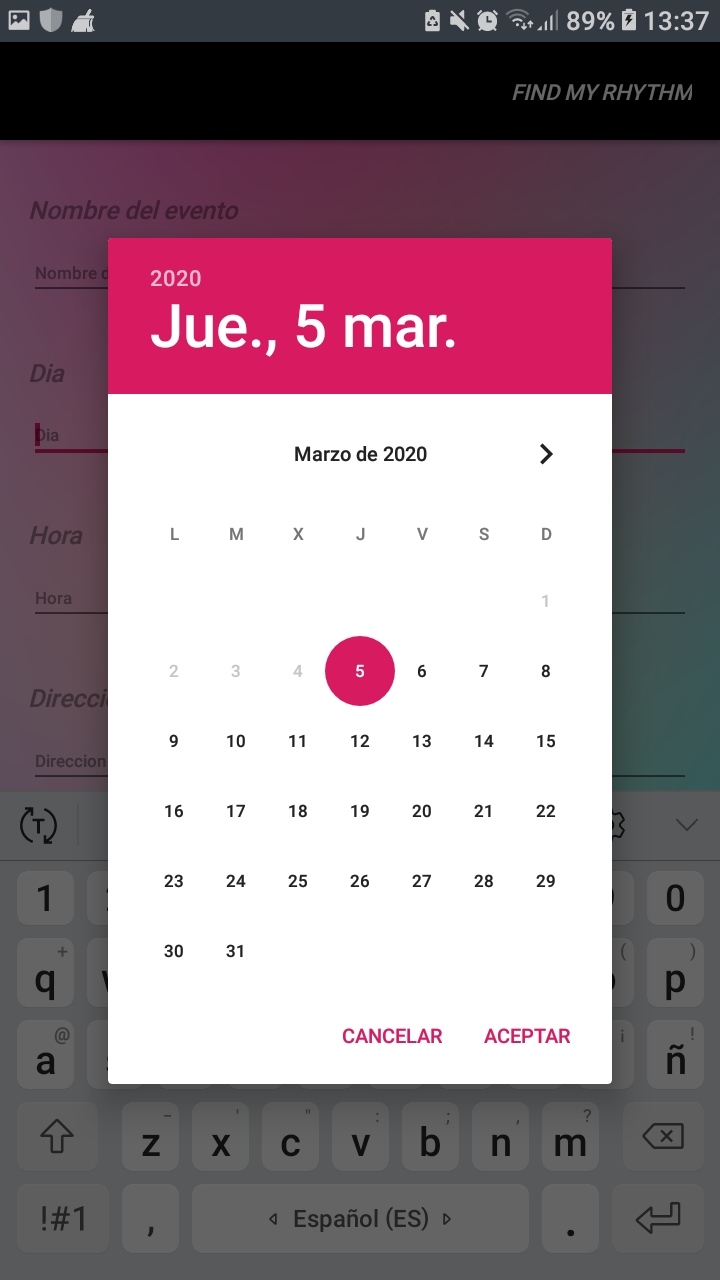 89% 13:37
FIND MY RHYTHM
Nombre del evento
Nombre d
2020
Jue., 5 mar.
Dia
Dia
Marzo de 2020
L M X J V S D
1
2 3 4 5 6 7 8
9 10 11 12 13 14 15
16 17 18 19 20 21 22
23 24 25 26 27 28 29
30 31
Hora
Hora
Direcci
Direccion
CANCELAR ACEPTAR
T
1 0
+ ( )
q p
@ i !
a ñ
- ' " : ; , ?
z x c v b n m
!#1 , Español (ES) .